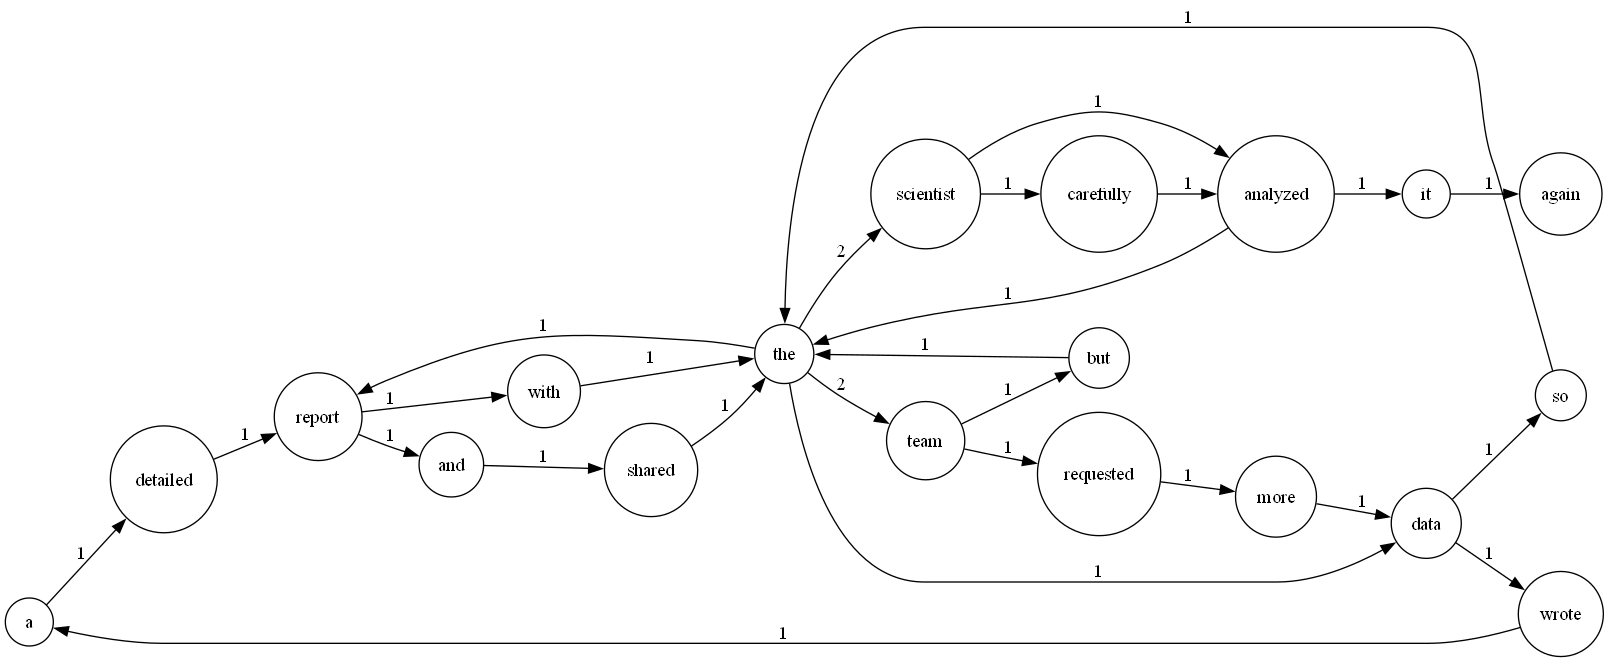 1
1
scientist
1
carefully
1
analyzed
1
it
1
again
2
1
1
the
1
but
1
with
1
report
1
2
1
so
1
1
and
1
shared
team
1
requested
1
more
1
data
1
1
detailed
1
1
1
wrote
a
1